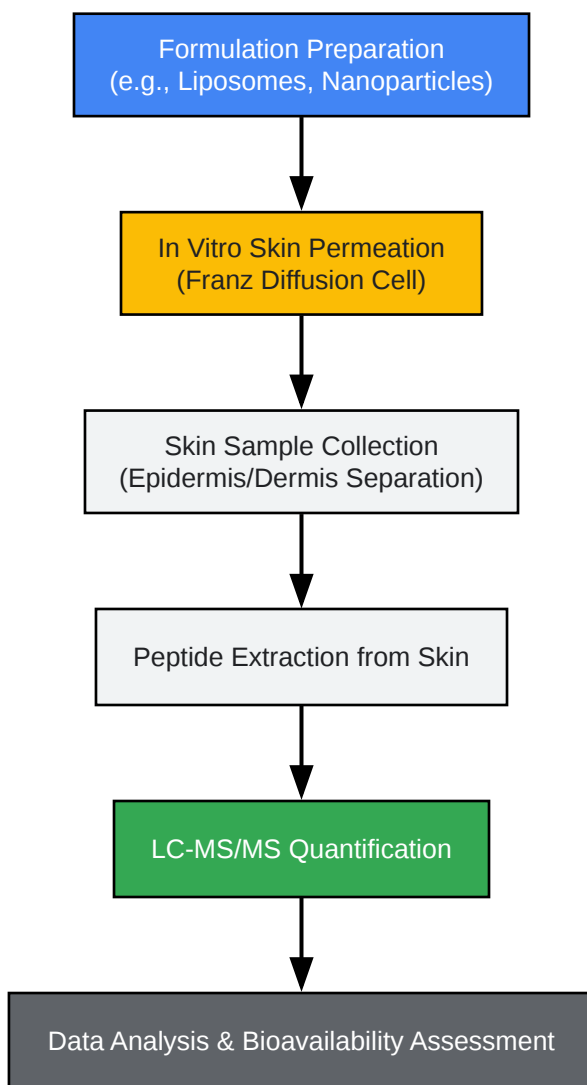 Formulation Preparation
(e.g., Liposomes, Nanoparticles)
In Vitro Skin Permeation
(Franz Diffusion Cell)
Skin Sample Collection
(Epidermis/Dermis Separation)
Peptide Extraction from Skin
LC-MS/MS Quantification
Data Analysis & Bioavailability Assessment